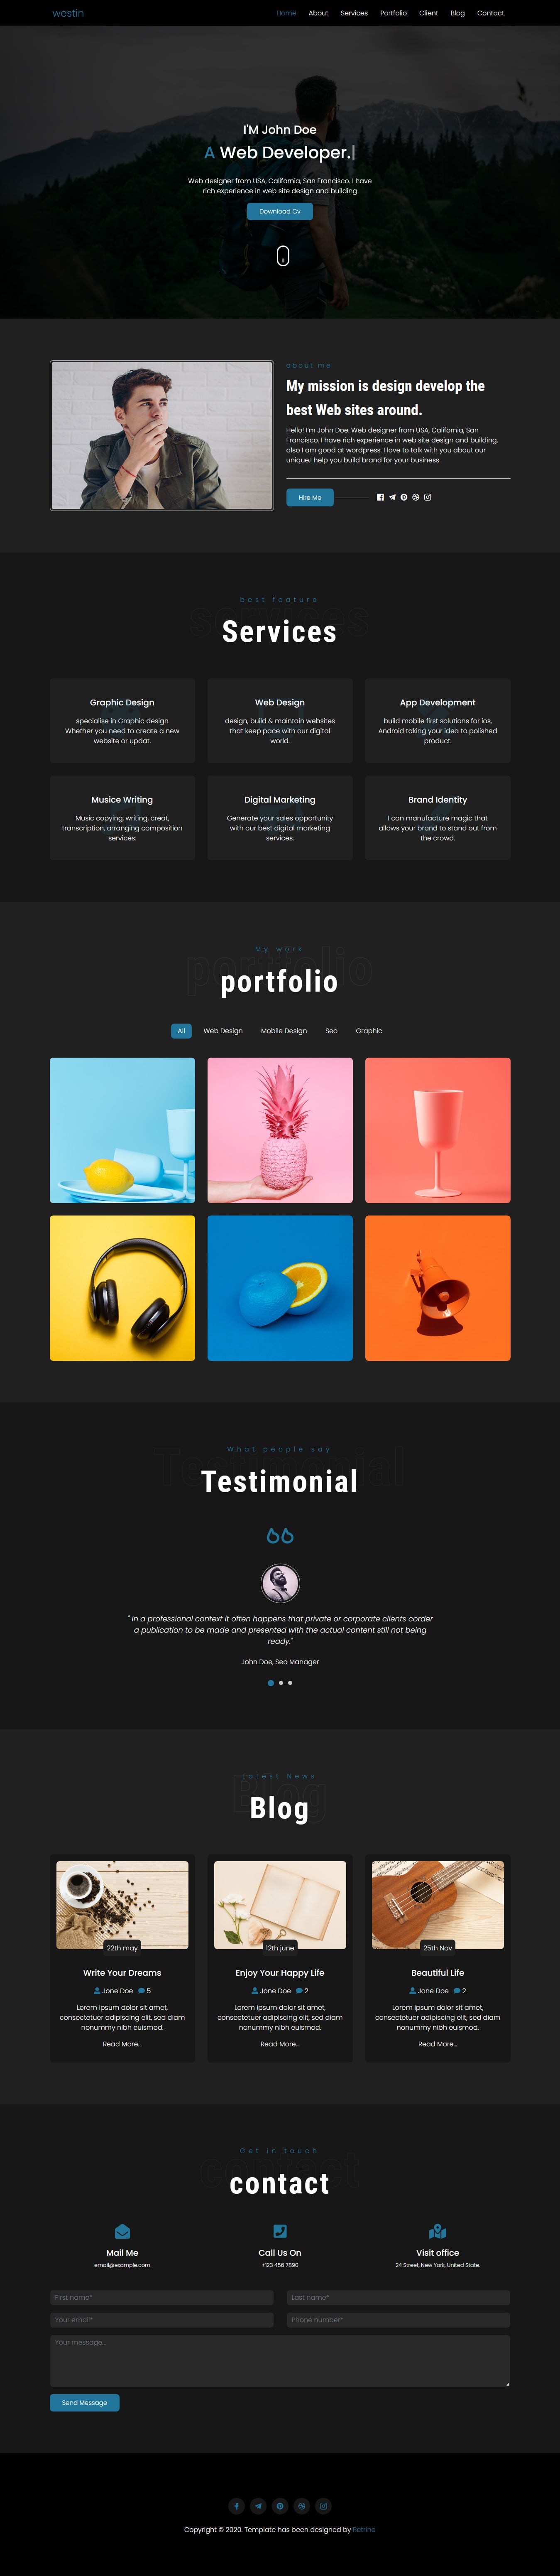 westin
Home About Services Portfolio Client Blog Contact
I'M John Doe
A Web Developer.|
Web designer from USA, California, San Francisco. I have
rich experience in web site design and building
Download Cv
about me
My mission is design develop the
best Web sites around.
Hello! I'm John Doe. Web designer from USA, California, San
Francisco. I have rich experience in web site design and building,
also I am good at wordpress. I love to talk with you about our
unique.I help you build brand for your business
Hire Me
best feature
services
Services
Graphic Design
specialise in Graphic design
Whether you need to create a new
website or updat.
Web Design
design, build & maintain websites
that keep pace with our digital
world.
App Development
build mobile first solutions for ios,
Android taking your idea to polished
product.
Musice Writing
Music copying, writing, creat,
transcription, arranging composition
services.
Digital Marketing
Generate your sales opportunity
with our best digital marketing
services.
Brand Identity
I can manufacture magic that
allows your brand to stand out from
the crowd.
My work
portfolio
portfolio
All Web Design Mobile Design Seo Graphic
What people say
Testimonial
Testimonial
" In a professional context it often happens that private or corporate clients corder
a publication to be made and presented with the actual content still not being
ready."
John Doe, Seo Manager
Latest News
Blog
Blog
22th may
Write Your Dreams
Jone Doe 5
Lorem ipsum dolor sit amet,
consectetuer adipiscing elit, sed diam
nonummy nibh euismod.
Read More...
12th june
Enjoy Your Happy Life
Jone Doe 2
Lorem ipsum dolor sit amet,
consectetuer adipiscing elit, sed diam
nonummy nibh euismod.
Read More...
25th Nov
Beautiful Life
Jone Doe 2
Lorem ipsum dolor sit amet,
consectetuer adipiscing elit, sed diam
nonummy nibh euismod.
Read More...
Get in touch
contact
contact
Mail Me
email@example.com
Call Us On
+123 456 7890
Visit office
24 Street, New York, United State.
First name*
Last name*
Your email*
Phone number*
Your message...
Send Message
Copyright © 2020. Template has been designed by Retrina